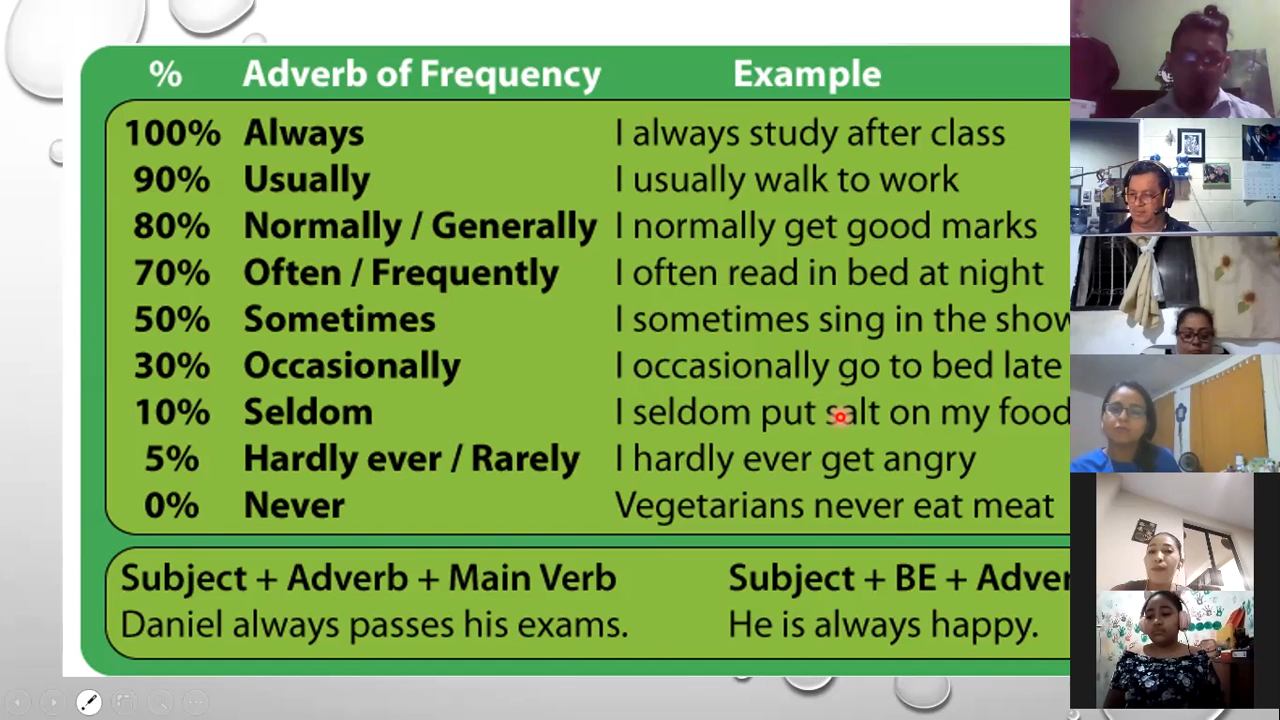 % Adverb of Frequency Example
100% Always I always study after class
90% Usually I usually walk to work
80% Normally / Generally I normally get good marks
70% Often / Frequently I often read in bed at night
50% Sometimes I sometimes sing in the show
30% Occasionally I occasionally go to bed late
10% Seldom I seldom put salt on my food
5% Hardly ever / Rarely I hardly ever get angry
0% Never Vegetarians never eat meat
Subject + Adverb + Main Verb Subject + BE + Adver
Daniel always passes his exams. He is always happy.